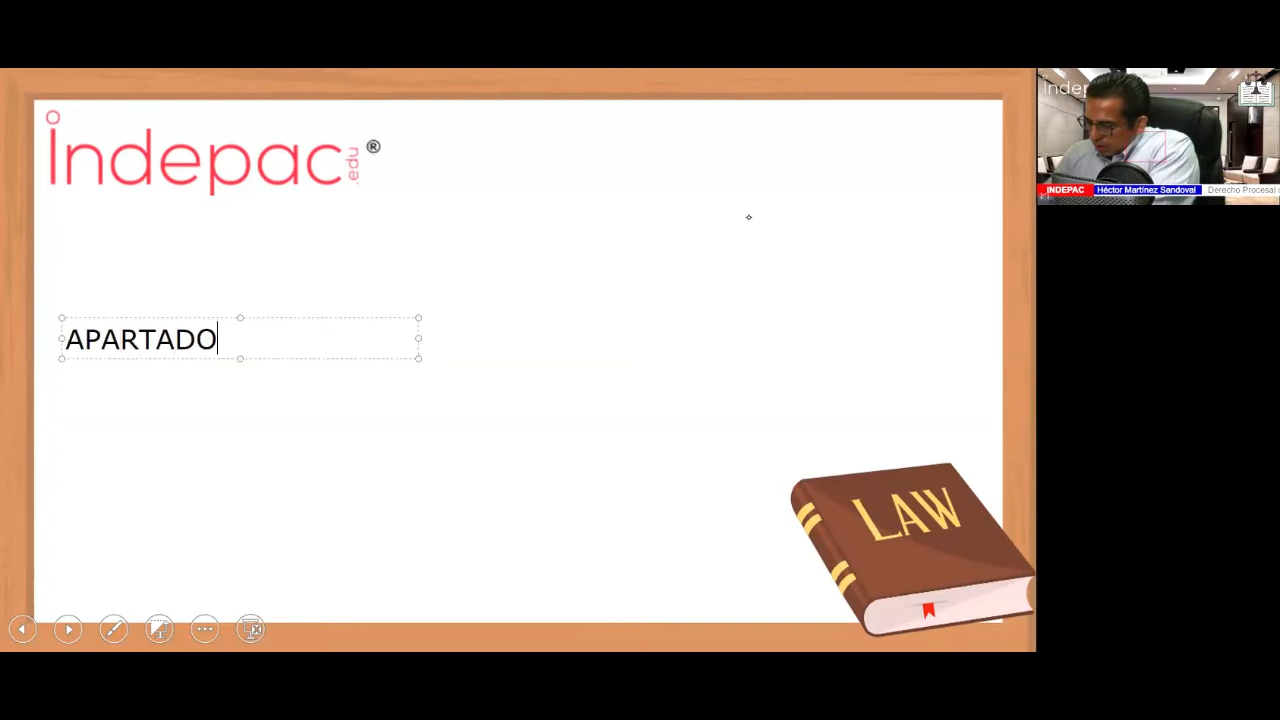 Indepac
.edu
®
APARTADO
LAW
Indep
INDEPAC Héctor Martínez Sandoval Derecho Procesal